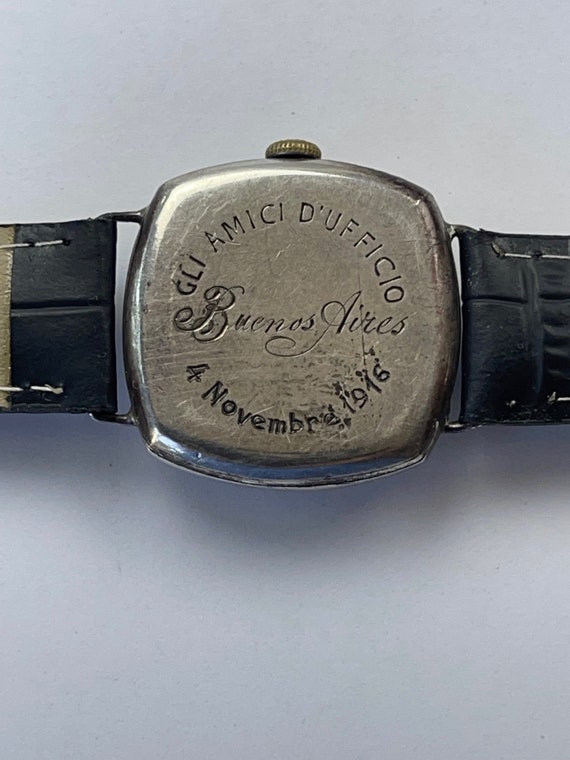 GLI AMICI D'UFFICIO
Buenos Aires
4 Novembre 1916